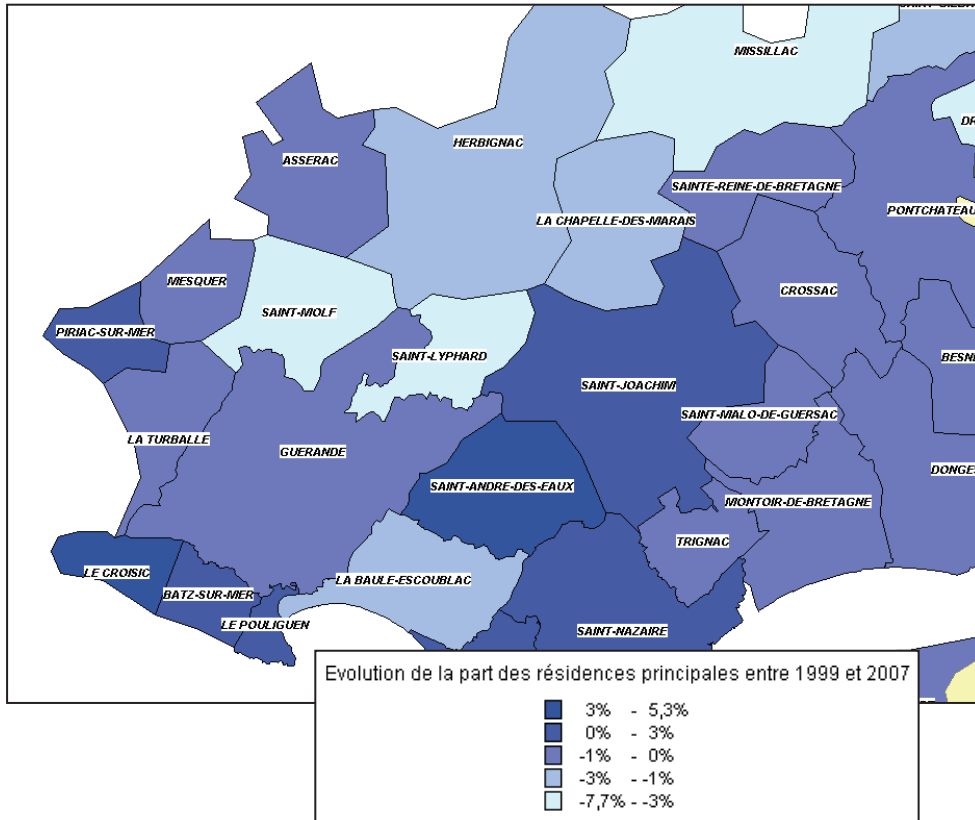 MISSILLAC
HERBIGNAC
ASSERAC
SAINTE-REINE-DE-BRETAGNE
LA CHAPELLE-DES-MARAIS
PONTCHATEAU
MESQUER
CROSSAC
SAINT-MOLF
PIRIAC-SUR-MER
SAINT-LYPHARD
BESNE
SAINT-JOACHIM
SAINT-MALO-DE-GUERSAC
LA TURBALLE
GUERANDE
DONGES
SAINT-ANDRE-DES-EAUX
MONTOIR-DE-BRETAGNE
TRIGNAC
LE CROISIC
LA BAULE-ESCOUBLAC
BATZ-SUR-MER
LE POULIGUEN
SAINT-NAZAIRE
Evolution de la part des résidences principales entre 1999 et 2007
3% - 5,3%
0% - 3%
-1% - 0%
-3% - -1%
-7,7% - -3%